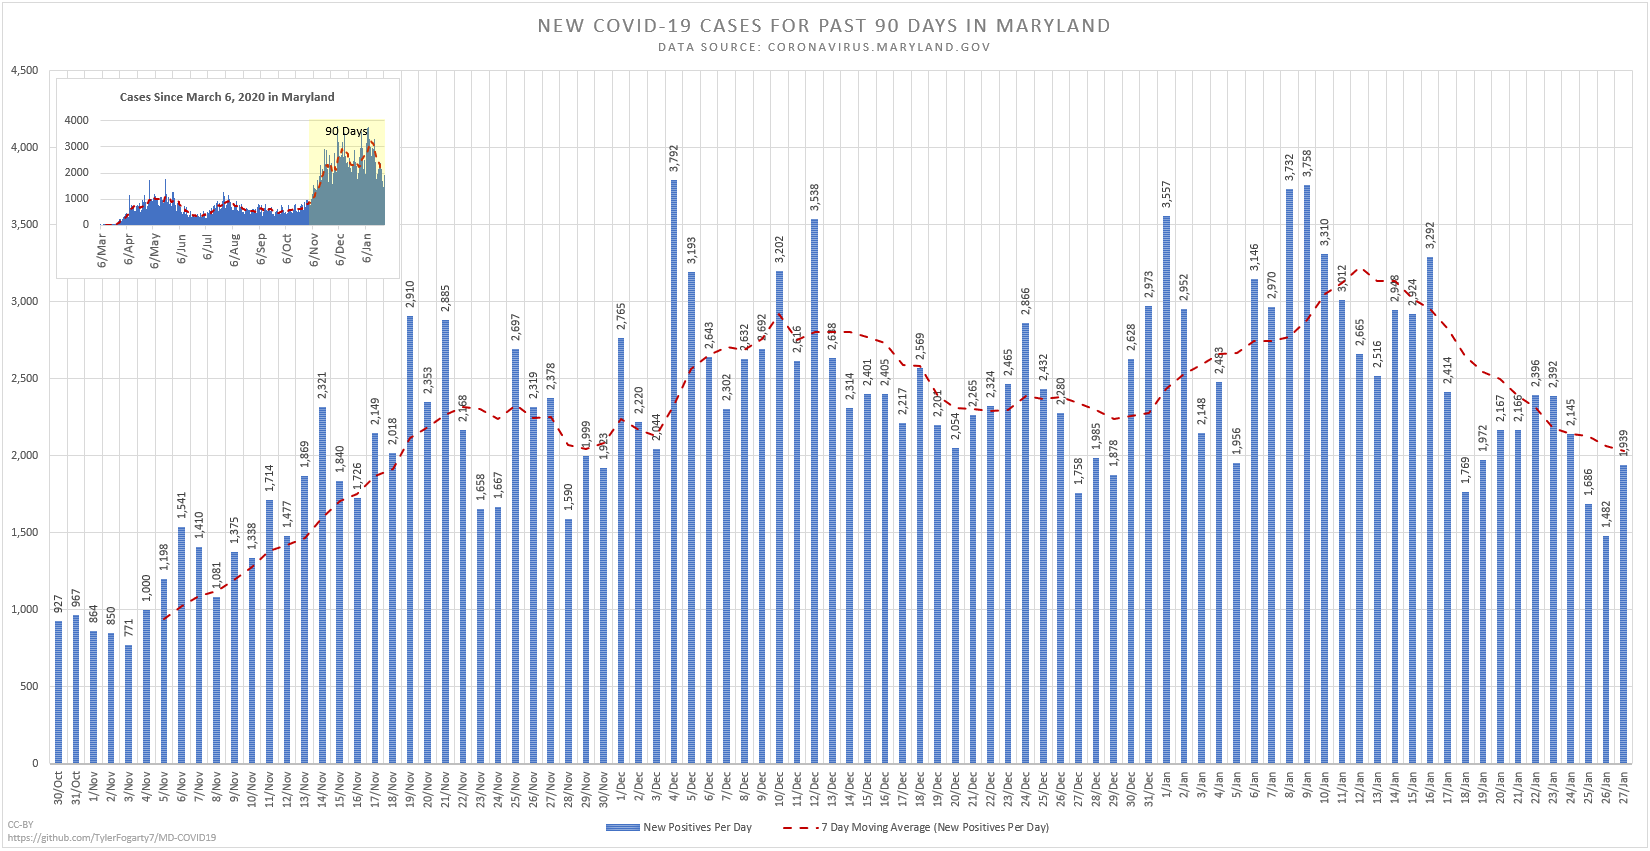 NEW COVID-19 CASES FOR PAST 90 DAYS IN MARYLAND
DATA SOURCE: CORONAVIRUS.MARYLAND.GOV
4,500
4,000
3,500
3,000
2,500
2,000
1,500
1,000
500
0
Cases Since March 6, 2020 in Maryland
90 Days
4000
3000
2000
1000
0
6/Mar
6/Apr
6/May
6/Jun
6/Jul
6/Aug
6/Sep
6/Oct
6/Nov
6/Dec
6/Jan
927
967
864
850
771
1,000
1,198
1,541
1,410
1,081
1,375
1,338
1,714
1,477
1,869
2,321
1,840
1,726
2,149
2,018
2,910
2,353
2,885
2,168
1,658
1,667
2,697
2,319
2,378
1,590
1,999
1,923
2,765
2,220
2,044
3,792
3,193
2,643
2,302
2,632
2,692
3,202
2,616
3,538
2,638
2,314
2,401
2,405
2,217
2,569
2,201
2,054
2,265
2,324
2,465
2,866
2,432
2,280
1,758
1,985
1,878
2,628
2,973
3,557
2,952
2,148
2,483
1,956
3,146
2,970
3,732
3,758
3,310
3,012
2,665
2,516
2,948
2,924
3,292
2,414
1,769
1,972
2,167
2,166
2,396
2,392
2,145
1,686
1,482
1,939
30/Oct
31/Oct
1/Nov
2/Nov
3/Nov
4/Nov
5/Nov
6/Nov
7/Nov
8/Nov
9/Nov
10/Nov
11/Nov
12/Nov
13/Nov
14/Nov
15/Nov
16/Nov
17/Nov
18/Nov
19/Nov
20/Nov
21/Nov
22/Nov
23/Nov
24/Nov
25/Nov
26/Nov
27/Nov
28/Nov
29/Nov
30/Nov
1/Dec
2/Dec
3/Dec
4/Dec
5/Dec
6/Dec
7/Dec
8/Dec
9/Dec
10/Dec
11/Dec
12/Dec
13/Dec
14/Dec
15/Dec
16/Dec
17/Dec
18/Dec
19/Dec
20/Dec
21/Dec
22/Dec
23/Dec
24/Dec
25/Dec
26/Dec
27/Dec
28/Dec
29/Dec
30/Dec
31/Dec
1/Jan
2/Jan
3/Jan
4/Jan
5/Jan
6/Jan
7/Jan
8/Jan
9/Jan
10/Jan
11/Jan
12/Jan
13/Jan
14/Jan
15/Jan
16/Jan
17/Jan
18/Jan
19/Jan
20/Jan
21/Jan
22/Jan
23/Jan
24/Jan
25/Jan
26/Jan
27/Jan
New Positives Per Day
7 Day Moving Average (New Positives Per Day)
CC-BY
https://github.com/TylerFogarty7/MD-COVID19